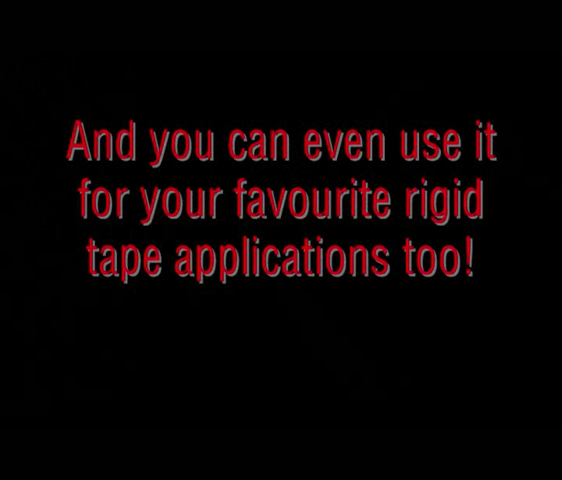 And you can even use it
for your favourite rigid
tape applications too!